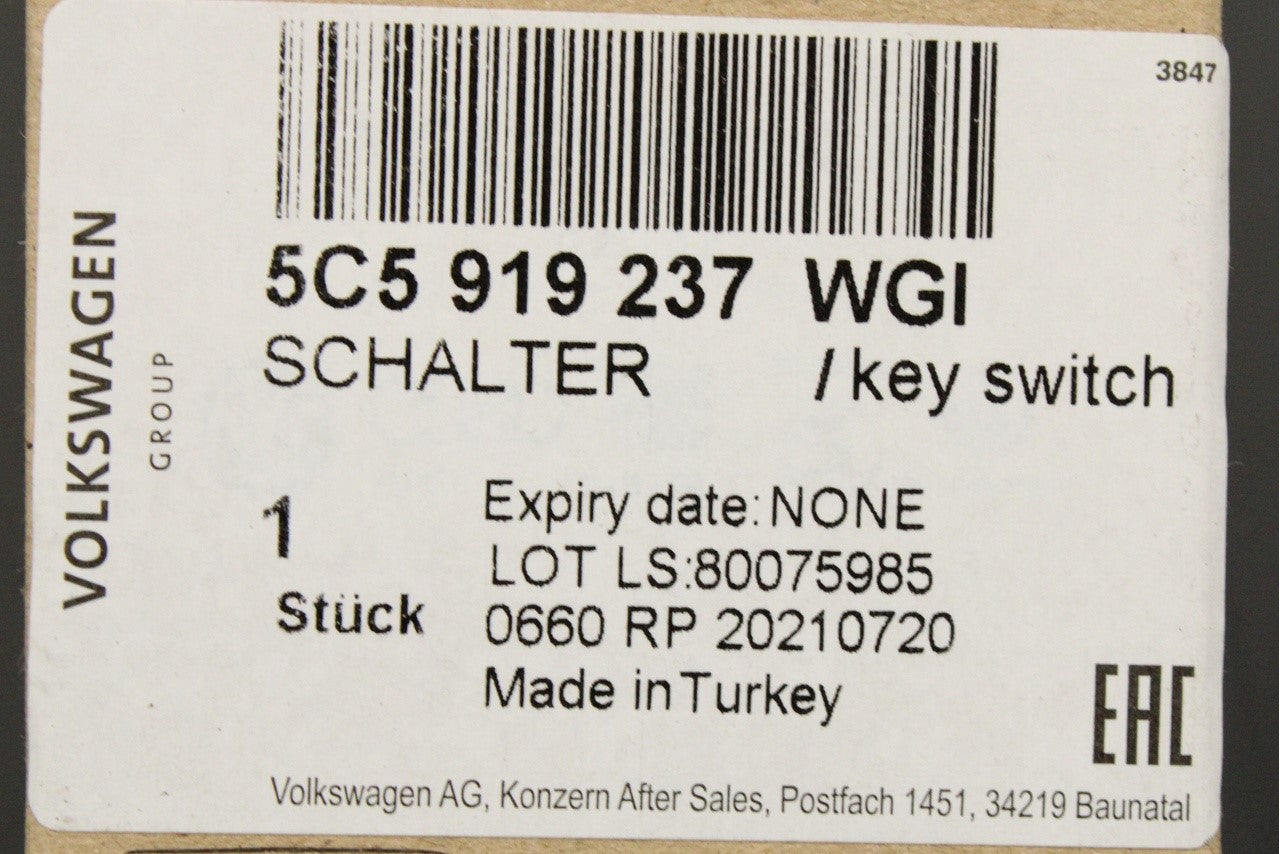 3847
5C5 919 237 WGI
SCHALTER / key switch
VOLKSWAGEN
GROUP
1
Stück
Expiry date: NONE
LOT LS:80075985
0660 RP 20210720
Made in Turkey
EAC
Volkswagen AG, Konzern After Sales, Postfach 1451, 34219 Baunatal